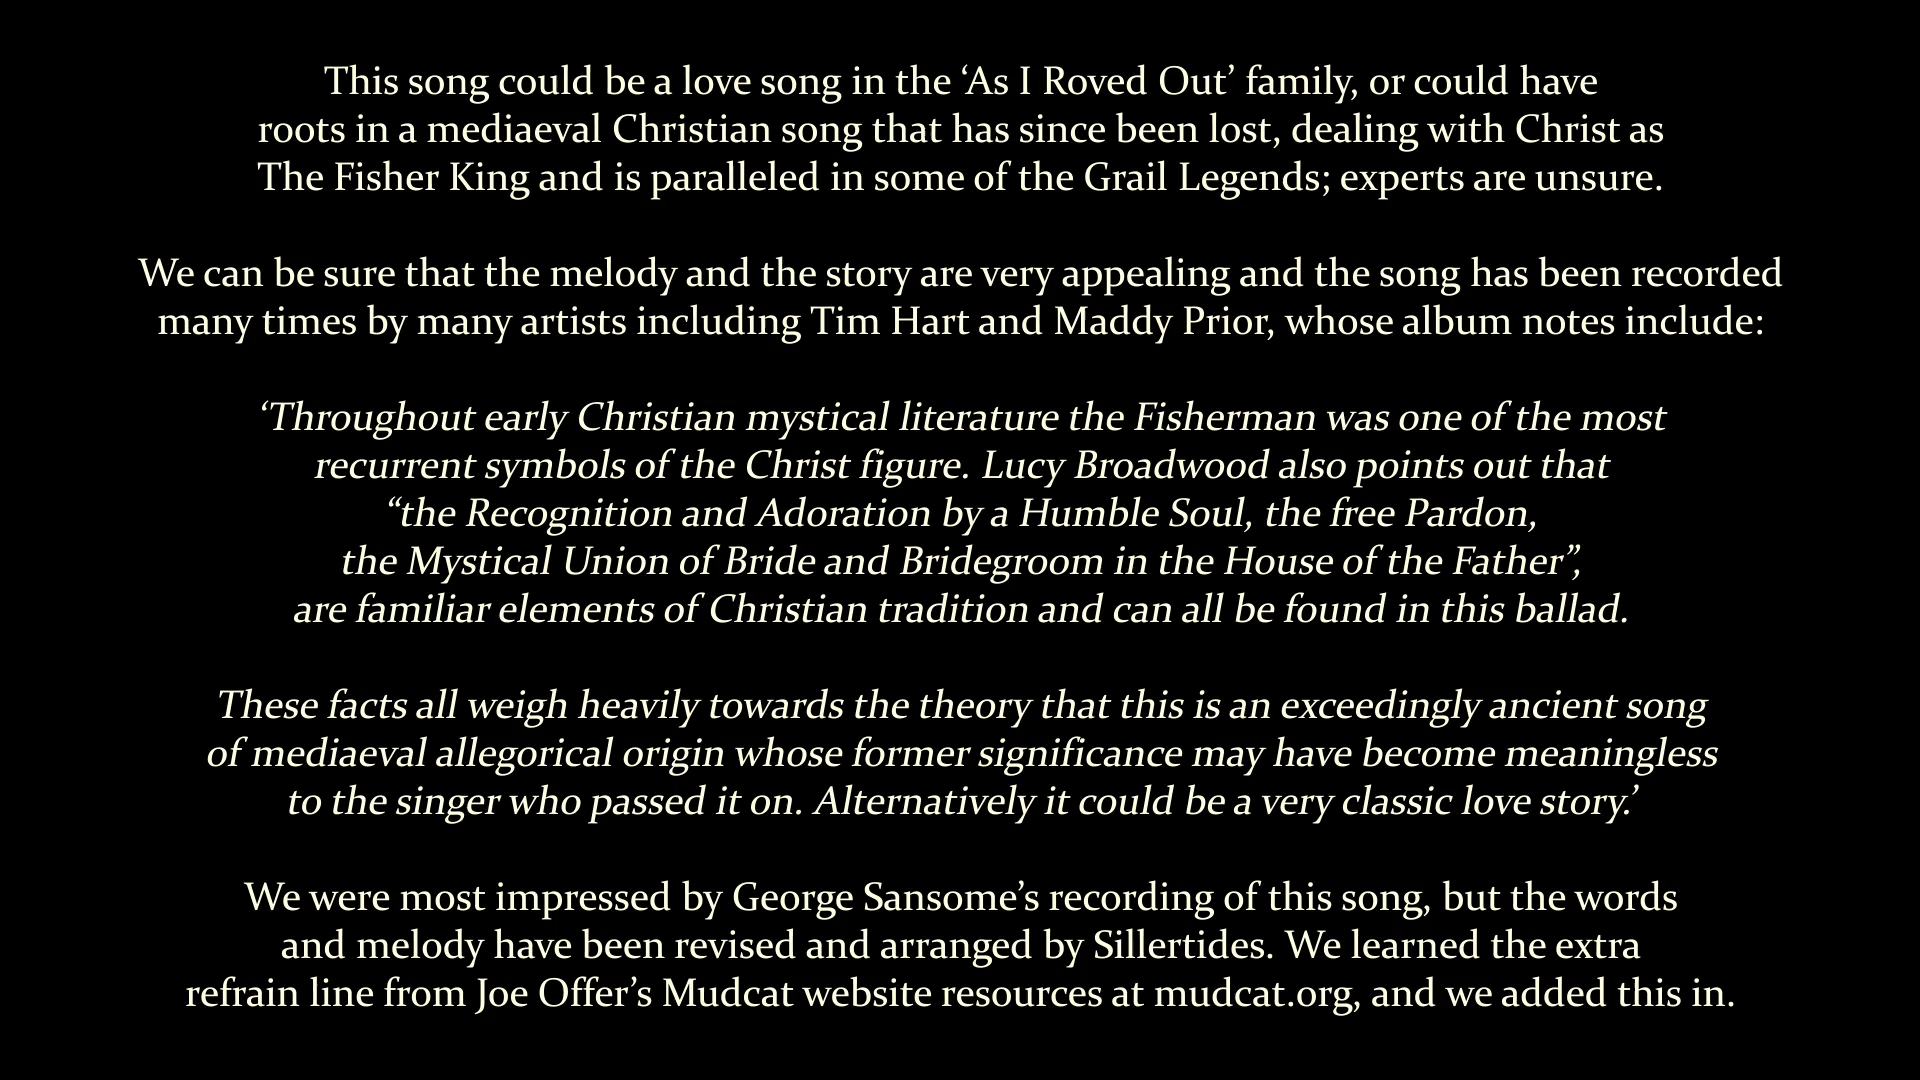 This song could be a love song in the ‘As I Roved Out’ family, or could have
roots in a mediaeval Christian song that has since been lost, dealing with Christ as
The Fisher King and is paralleled in some of the Grail Legends; experts are unsure.
We can be sure that the melody and the story are very appealing and the song has been recorded
many times by many artists including Tim Hart and Maddy Prior, whose album notes include:
‘Throughout early Christian mystical literature the Fisherman was one of the most
recurrent symbols of the Christ figure. Lucy Broadwood also points out that
“the Recognition and Adoration by a Humble Soul, the free Pardon,
the Mystical Union of Bride and Bridegroom in the House of the Father”,
are familiar elements of Christian tradition and can all be found in this ballad.
These facts all weigh heavily towards the theory that this is an exceedingly ancient song
of mediaeval allegorical origin whose former significance may have become meaningless
to the singer who passed it on. Alternatively it could be a very classic love story.’
We were most impressed by George Sansome’s recording of this song, but the words
and melody have been revised and arranged by Sillertides. We learned the extra
refrain line from Joe Offer’s Mudcat website resources at mudcat.org, and we added this in.